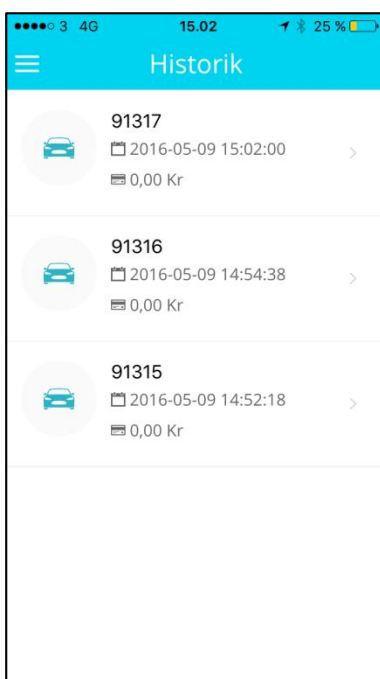 3 4G 15.02 25 %
Historik
91317
2016-05-09 15:02:00
0,00 Kr
91316
2016-05-09 14:54:38
0,00 Kr
91315
2016-05-09 14:52:18
0,00 Kr